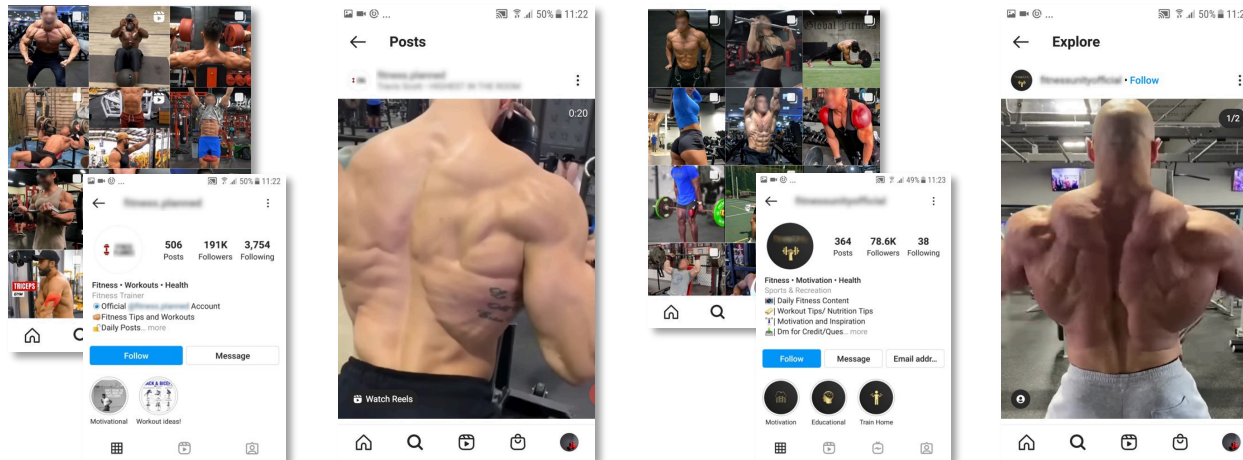 TRICEPS
50% 11:22
506 191K 3,754
Posts Followers Following
Fitness • Workouts • Health
Fitness Trainer
Official Account
Fitness Tips and Workouts
Daily Posts... more
Follow Message
Motivational Workout ideas!
50% 11:22
Posts
0:20
Watch Reels
49% 11:23
364 78.6K 38
Posts Followers Following
Fitness • Motivation • Health
Sports & Recreation
| Daily Fitness Content
| Workout Tips/ Nutrition Tips
| Motivation and Inspiration
| Dm for Credit/Ques... more
Follow Message Email addr...
Motivation Educational Train Home
50%
Explore
• Follow
1/2